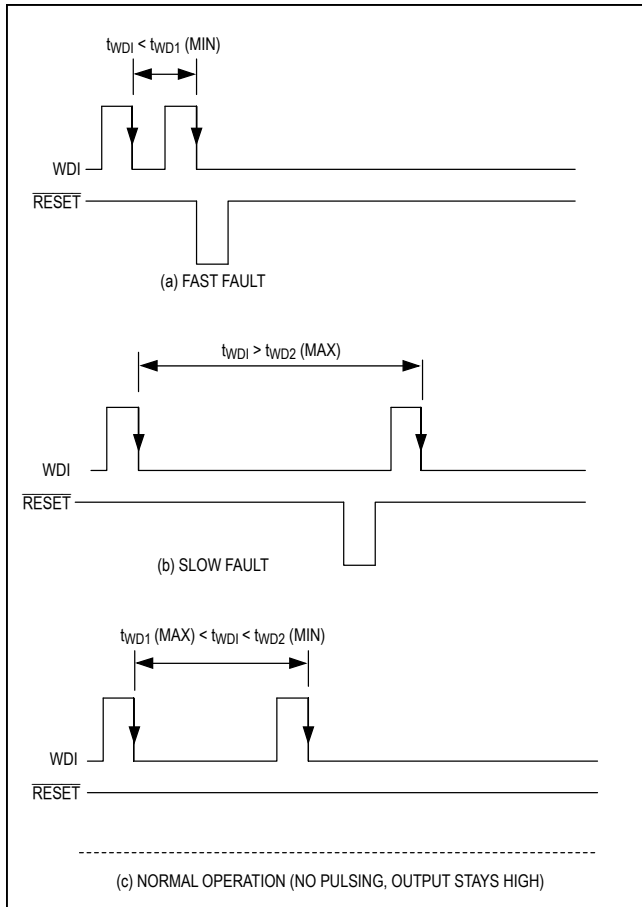 tWDI < tWD1 (MIN)
WDI
RESET
(a) FAST FAULT
tWDI > tWD2 (MAX)
WDI
RESET
(b) SLOW FAULT
tWD1 (MAX) < tWDI < tWD2 (MIN)
WDI
RESET
(c) NORMAL OPERATION (NO PULSING, OUTPUT STAYS HIGH)